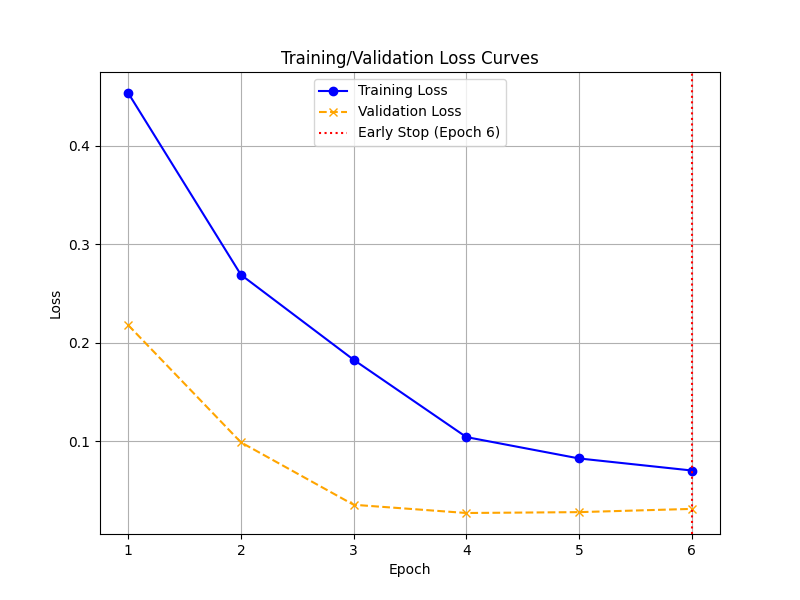 Training/Validation Loss Curves
Training Loss
Validation Loss
Early Stop (Epoch 6)
0.4
0.3
0.2
0.1
Loss
1 2 3 4 5 6
Epoch